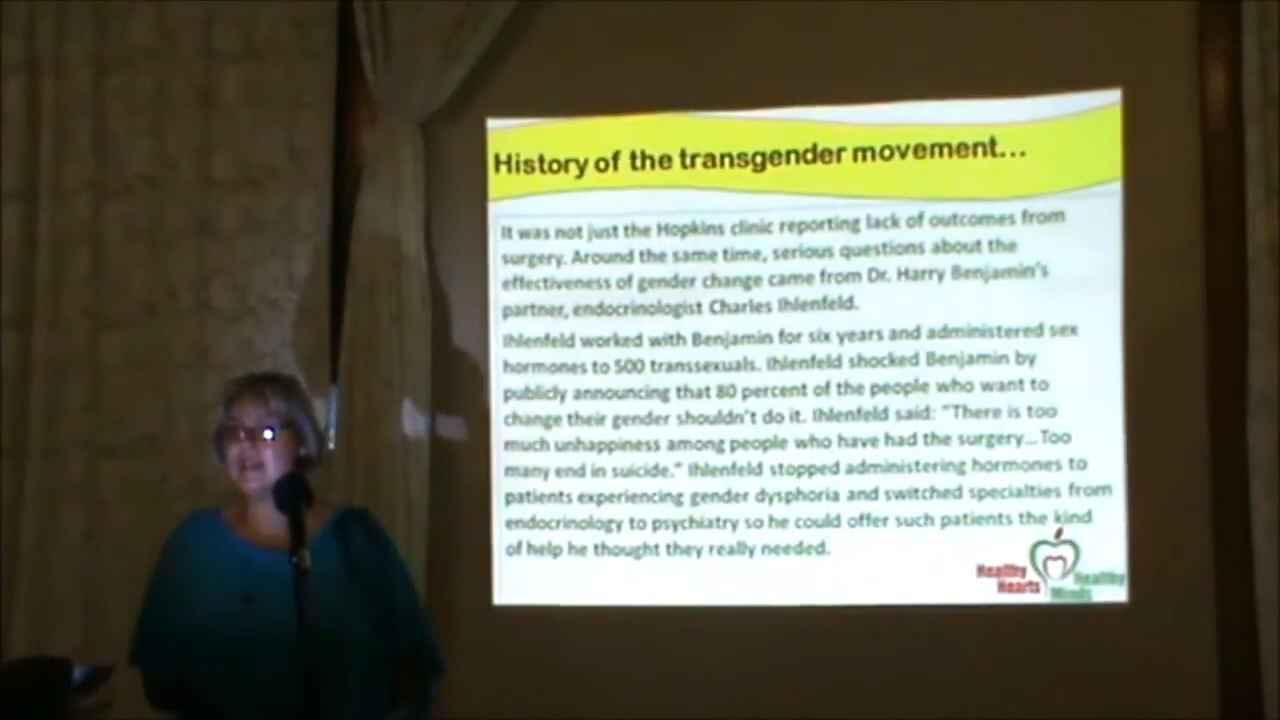 History of the transgender movement...
It was not just the Hopkins clinic reporting lack of outcomes from
surgery. Around the same time, serious questions about the
effectiveness of gender change came from Dr. Harry Benjamin's
partner, endocrinologist Charles Ihlenfeld.
Ihlenfeld worked with Benjamin for six years and administered sex
hormones to 500 transsexuals. Ihlenfeld shocked Benjamin by
publicly announcing that 80 percent of the people who want to
change their gender shouldn't do it. Ihlenfeld said: "There is too
much unhappiness among people who have had the surgery...Too
many end in suicide." Ihlenfeld stopped administering hormones to
patients experiencing gender dysphoria and switched specialties from
endocrinology to psychiatry so he could offer such patients the kind
of help he thought they really needed.
Healthy
Hearts
Healthy
Minds